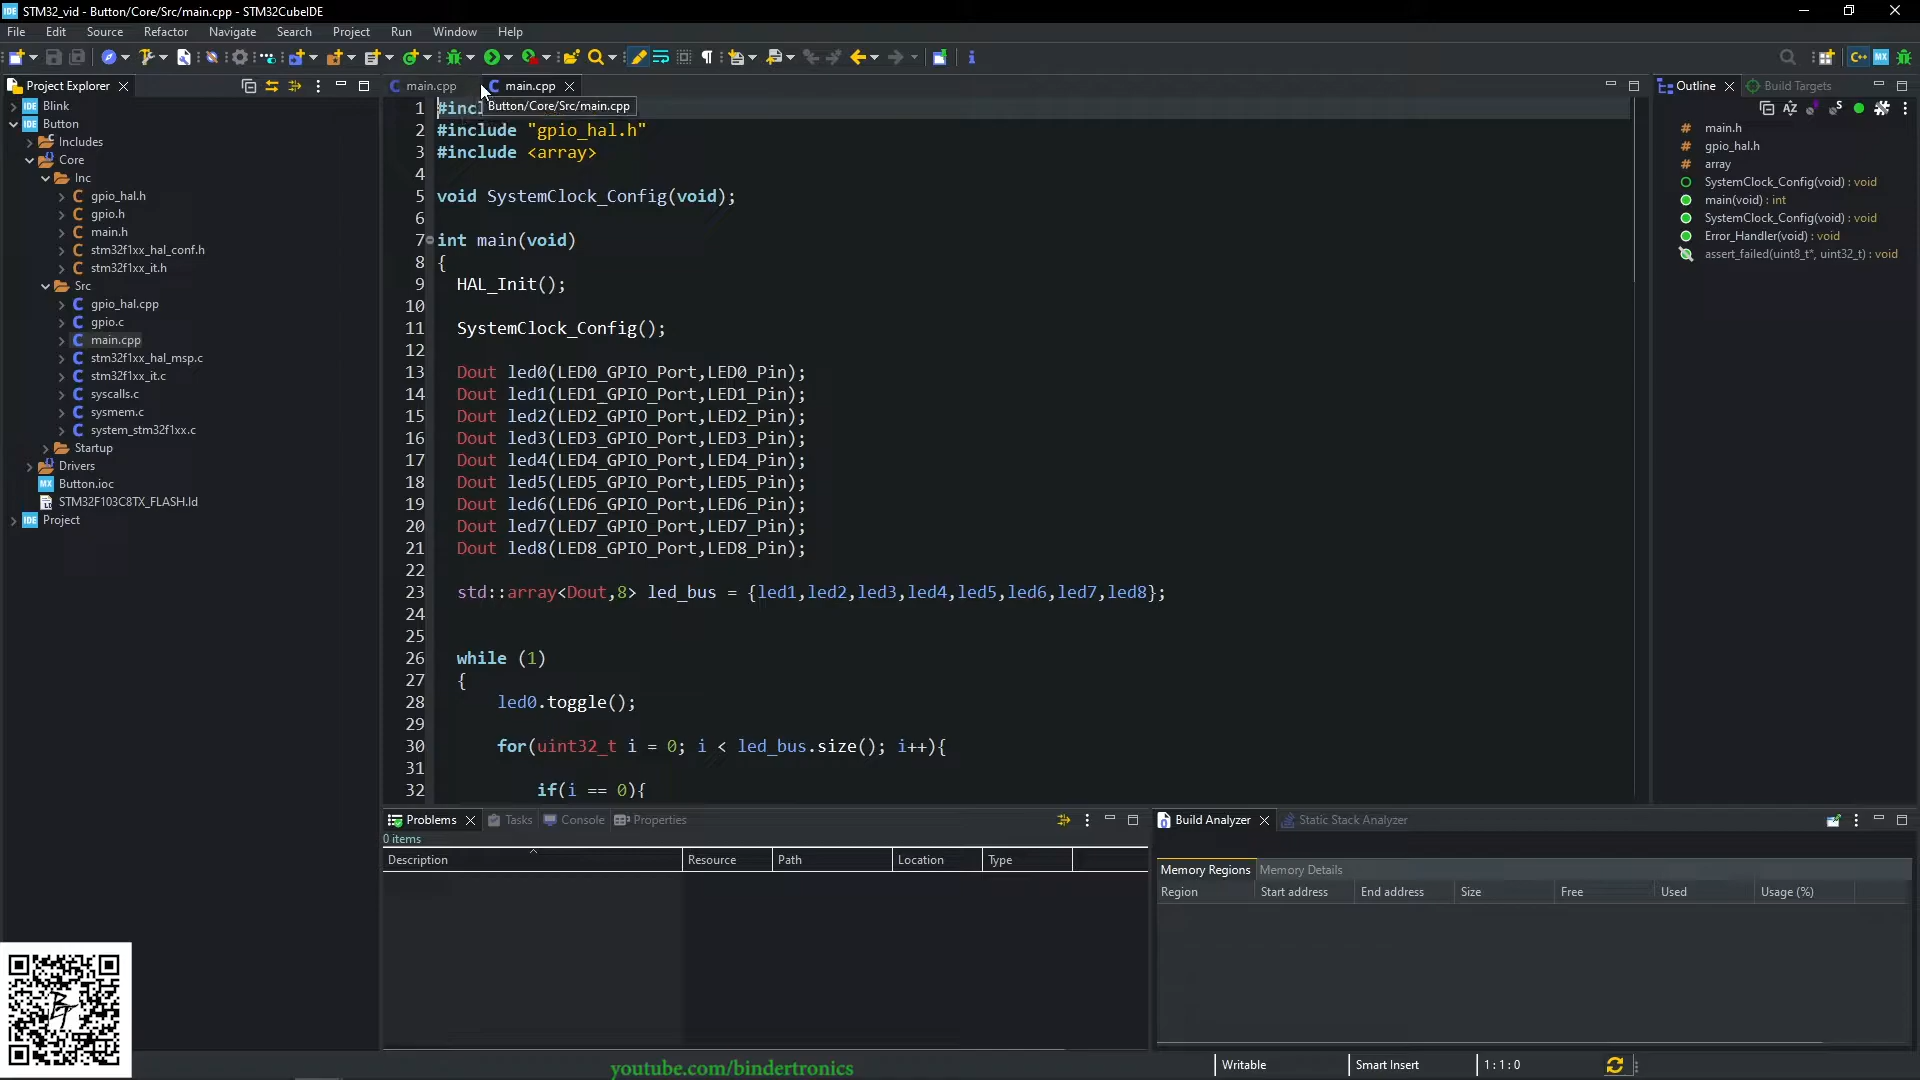 STM32_vid - Button/Core/Src/main.cpp - STM32CubeIDE
File Edit Source Refactor Navigate Search Project Run Window Help
Project Explorer
Blink
Button
Includes
Core
Inc
gpio_hal.h
gpio.h
main.h
stm32f1xx_hal_conf.h
stm32f1xx_it.h
Src
gpio_hal.cpp
gpio.c
main.cpp
stm32f1xx_hal_msp.c
stm32f1xx_it.c
syscalls.c
sysmem.c
system_stm32f1xx.c
Startup
Drivers
Button.ioc
STM32F103C8TX_FLASH.ld
Project
main.cpp main.cpp
Button/Core/Src/main.cpp
1 #incl
2 #include "gpio_hal.h"
3 #include <array>
4
5 void SystemClock_Config(void);
6
7 int main(void)
8 {
9 HAL_Init();
10
11 SystemClock_Config();
12
13 Dout led0(LED0_GPIO_Port,LED0_Pin);
14 Dout led1(LED1_GPIO_Port,LED1_Pin);
15 Dout led2(LED2_GPIO_Port,LED2_Pin);
16 Dout led3(LED3_GPIO_Port,LED3_Pin);
17 Dout led4(LED4_GPIO_Port,LED4_Pin);
18 Dout led5(LED5_GPIO_Port,LED5_Pin);
19 Dout led6(LED6_GPIO_Port,LED6_Pin);
20 Dout led7(LED7_GPIO_Port,LED7_Pin);
21 Dout led8(LED8_GPIO_Port,LED8_Pin);
22
23 std::array<Dout,8> led_bus = {led1,led2,led3,led4,led5,led6,led7,led8};
24
25
26 while (1)
27 {
28 led0.toggle();
29
30 for(uint32_t i = 0; i < led_bus.size(); i++){
31
32 if(i == 0){
Outline Build Targets
main.h
gpio_hal.h
array
SystemClock_Config(void) : void
main(void) : int
SystemClock_Config(void) : void
Error_Handler(void) : void
assert_failed(uint8_t*, uint32_t) : void
Problems Tasks Console Properties
0 items
Description Resource Path Location Type
Build Analyzer Static Stack Analyzer
Memory Regions Memory Details
Region Start address End address Size Free Used Usage (%)
youtube.com/bindertronics
Writable Smart Insert 1 : 1 : 0